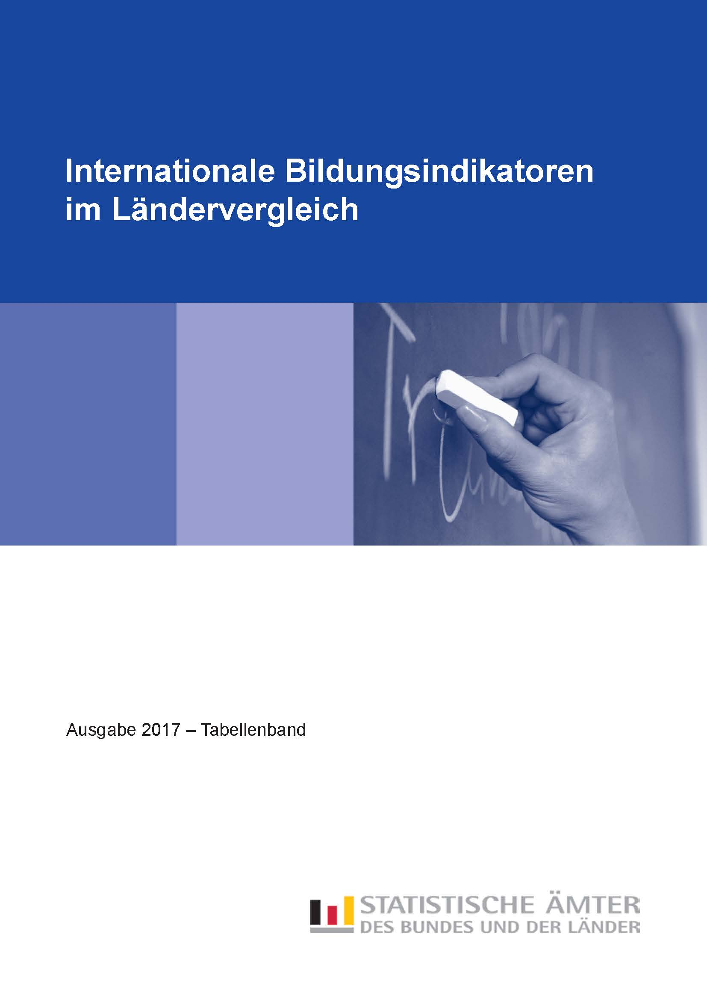 Internationale Bildungsindikatoren
im Ländervergleich
Ausgabe 2017 – Tabellenband
STATISTISCHE ÄMTER
DES BUNDES UND DER LÄNDER